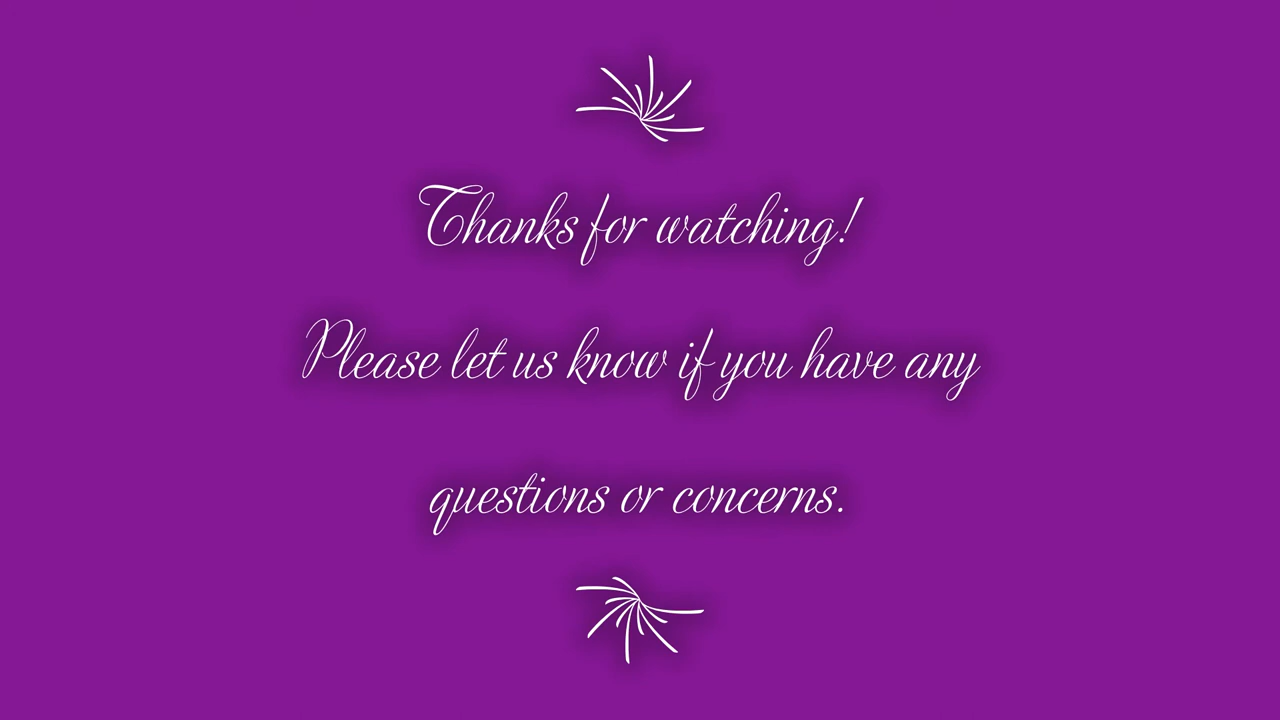 Thanks for watching!
Please let us know if you have any
questions or concerns.